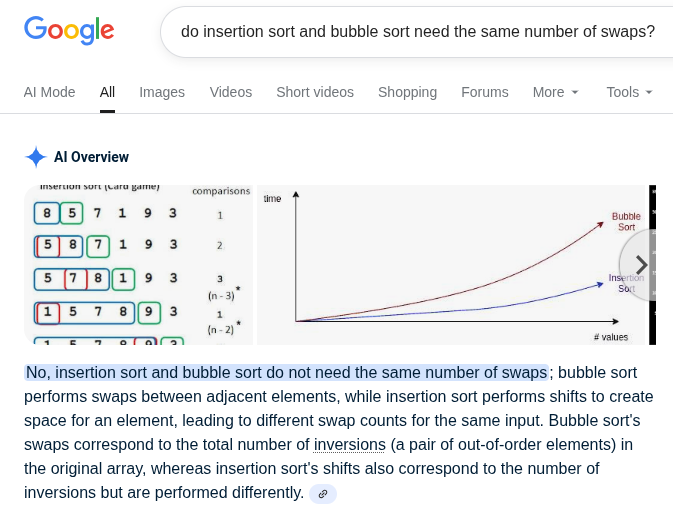 Google
do insertion sort and bubble sort need the same number of swaps?
AI Mode All Images Videos Short videos Shopping Forums More Tools
AI Overview
insertion sort (Card game)
comparisons
8 5 7 1 9 3 1
5 8 7 1 9 3 2
5 7 8 1 9 3 3
(n - 3)*
1 5 7 8 9 3 1
(n - 2)*
time
Bubble
Sort
Insertion
Sort
# values
No, insertion sort and bubble sort do not need the same number of swaps; bubble sort
performs swaps between adjacent elements, while insertion sort performs shifts to create
space for an element, leading to different swap counts for the same input. Bubble sort's
swaps correspond to the total number of inversions (a pair of out-of-order elements) in
the original array, whereas insertion sort's shifts also correspond to the number of
inversions but are performed differently.